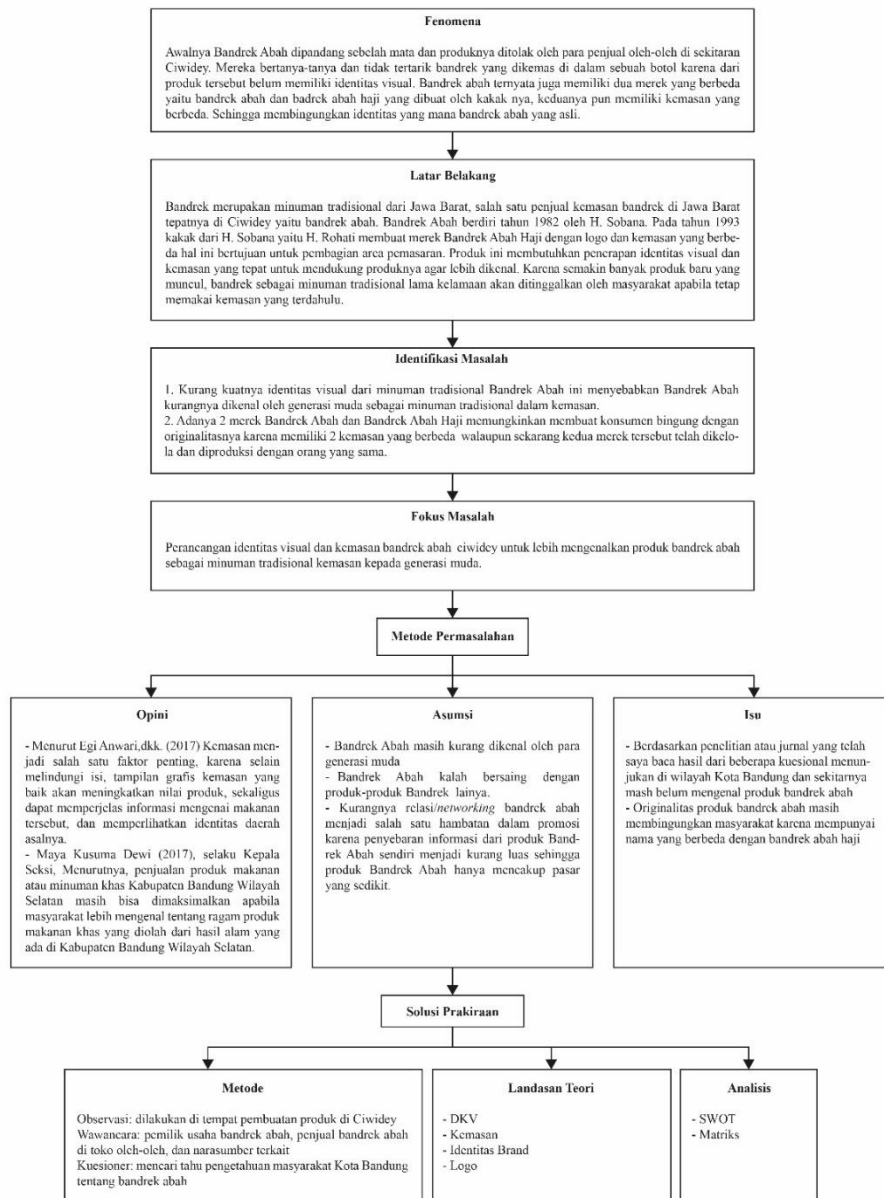 Fenomena
Awalnya Bandrek Abah dipandang sebelah mata dan produknya ditolak oleh para penjual oleh-oleh di sekitaran
Ciwidey. Mereka bertanya-tanya dan tidak tertarik bandrek yang dikemas di dalam sebuah botol karena dari
produk tersebut belum memiliki identitas visual. Bandrek abah ternyata juga memiliki dua merek yang berbeda
yaitu bandrek abah dan badrek abah haji yang dibuat oleh kakak nya, keduanya pun memiliki kemasan yang
berbeda. Sehingga membingungkan identitas yang mana bandrek abah yang asli.
Latar Belakang
Bandrek merupakan minuman tradisional dari Jawa Barat, salah satu penjual kemasan bandrek di Jawa Barat
tepatnya di Ciwidey yaitu bandrek abah. Bandrek Abah berdiri tahun 1982 oleh H. Sobana. Pada tahun 1993
kakak dari H. Sobana yaitu H. Rohati membuat merek Bandrek Abah Haji dengan logo dan kemasan yang berbe-
da hal ini bertujuan untuk pembagian area pemasaran. Produk ini membutuhkan penerapan identitas visual dan
kemasan yang tepat untuk mendukung produknya agar lebih dikenal. Karena semakin banyak produk baru yang
muncul, bandrek sebagai minuman tradisional lama kelamaan akan ditinggalkan oleh masyarakat apabila tetap
memakai kemasan yang terdahulu.
Identifikasi Masalah
1. Kurang kuatnya identitas visual dari minuman tradisional Bandrek Abah ini menyebabkan Bandrek Abah
kurangnya dikenal oleh generasi muda sebagai minuman tradisional dalam kemasan.
2. Adanya 2 merek Bandrek Abah dan Bandrek Abah Haji memungkinkan membuat konsumen bingung dengan
originalitasnya karena memiliki 2 kemasan yang berbeda walaupun sekarang kedua merek tersebut telah dikelo-
la dan diproduksi dengan orang yang sama.
Fokus Masalah
Perancangan identitas visual dan kemasan bandrek abah ciwidey untuk lebih mengenalkan produk bandrek abah
sebagai minuman tradisional kemasan kepada generasi muda.
Metode Permasalahan
Opini
- Menurut Egi Anwari,dkk. (2017) Kemasan men-
jadi salah satu faktor penting, karena selain
melindungi isi, tampilan grafis kemasan yang
baik akan meningkatkan nilai produk, sekaligus
dapat memperjelas informasi mengenai makanan
tersebut, dan memperlihatkan identitas daerah
asalnya.
- Maya Kusuma Dewi (2017), selaku Kepala
Seksi, Menurutnya, penjualan produk makanan
atau minuman khas Kabupaten Bandung Wilayah
Selatan masih bisa dimaksimalkan apabila
masyarakat lebih mengenal tentang ragam produk
makanan khas yang diolah dari hasil alam yang
ada di Kabupaten Bandung Wilayah Selatan.
Asumsi
- Bandrek Abah masih kurang dikenal oleh para
generasi muda
- Bandrek Abah kalah bersaing dengan
produk-produk Bandrek lainya.
- Kurangnya relasi/networking bandrek abah
menjadi salah satu hambatan dalam promosi
karena penyebaran informasi dari produk Band-
rek Abah sendiri menjadi kurang luas sehingga
produk Bandrek Abah hanya mencakup pasar
yang sedikit.
Isu
- Berdasarkan penelitian atau jurnal yang telah
saya baca hasil dari beberapa kuesional menun-
jukan di wilayah Kota Bandung dan sekitarnya
mash belum mengenal produk bandrek abah
- Originalitas produk bandrek abah masih
membingungkan masyarakat karena mempunyai
nama yang berbeda dengan bandrek abah haji
Solusi Prakiraan
Metode
Observasi: dilakukan di tempat pembuatan produk di Ciwidey
Wawancara: pemilik usaha bandrek abah, penjual bandrek abah
di toko oleh-oleh, dan narasumber terkait
Kuesioner: mencari tahu pengetahuan masyarakat Kota Bandung
tentang bandrek abah
Landasan Teori
- DKV
- Kemasan
- Identitas Brand
- Logo
Analisis
- SWOT
- Matriks